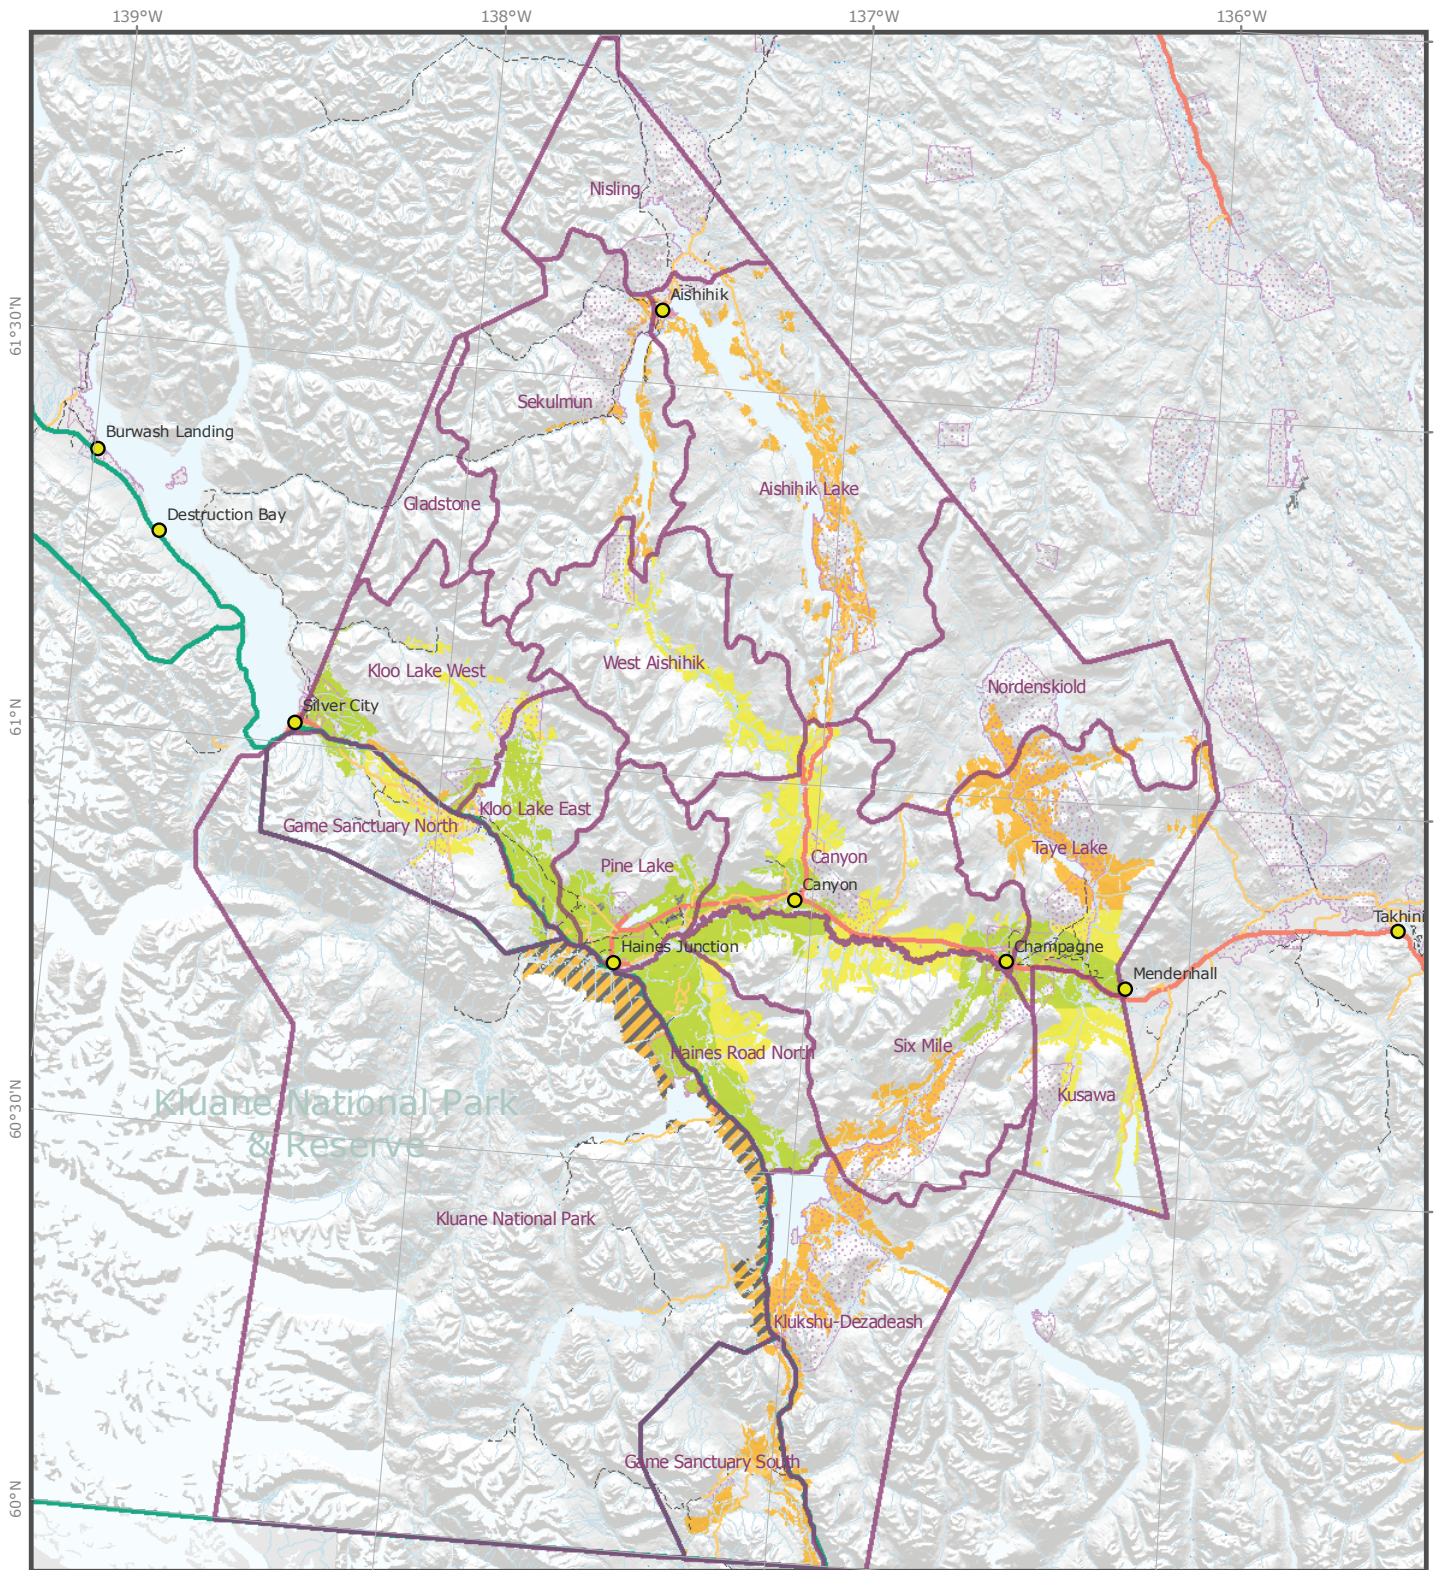 139°W
138°W
137°W
136°W
Nisling
Aishihik
61°30'N
Sekulmun
Burwash Landing
Aishihik Lake
Gladstone
Destruction Bay
West Aishihik
Kloo Lake West
Nordenskiold
61°N
Silver City
Kloo Lake East
Game Sanctuary North
Taye Lake
Canyon
Pine Lake
Canyon
Takhini
Haines Junction
Champagne
Mendenhall
Six Mile
Haines Road North
Kusawa
60°30'N
Kluane National Park
& Reserve
Kluane National Park
Klukshu-Dezadeash
Game Sanctuary South
60°N